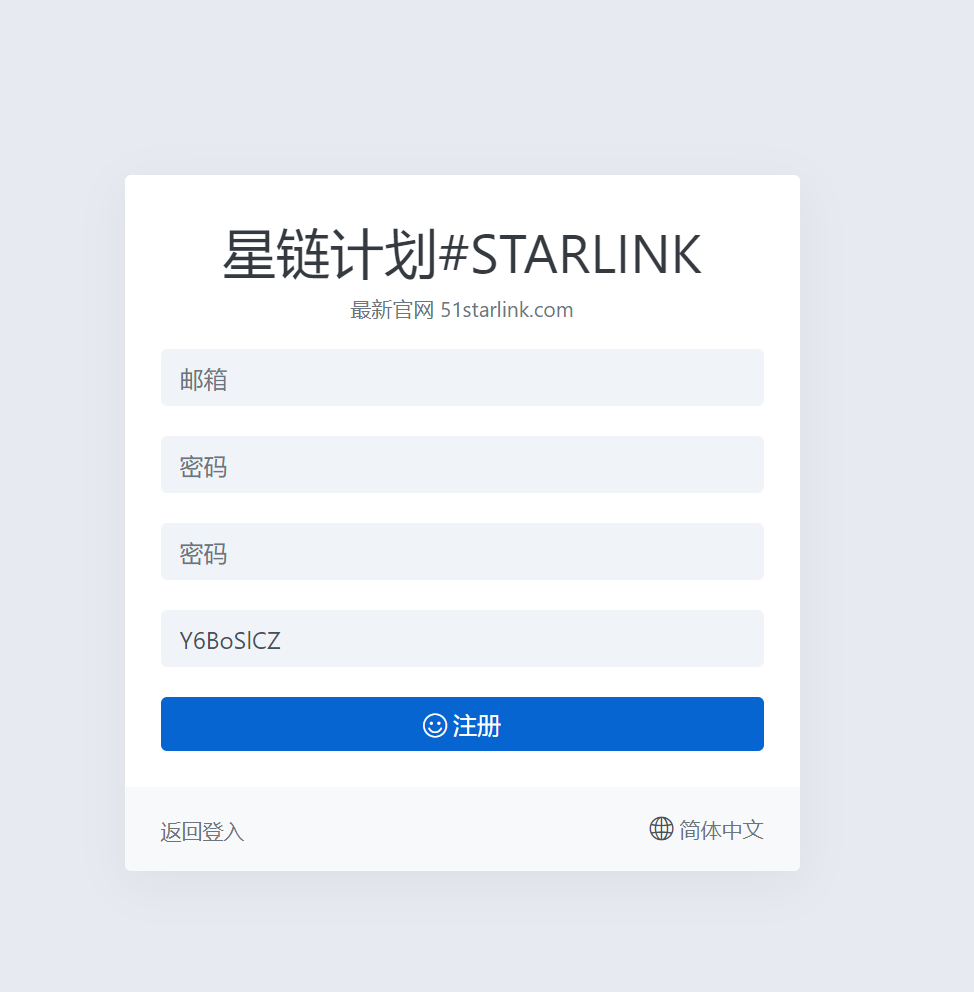 星链计划#STARLINK
最新官网 51starlink.com
邮箱
密码
密码
Y6BoSlCZ
注册
返回登入
简体中文